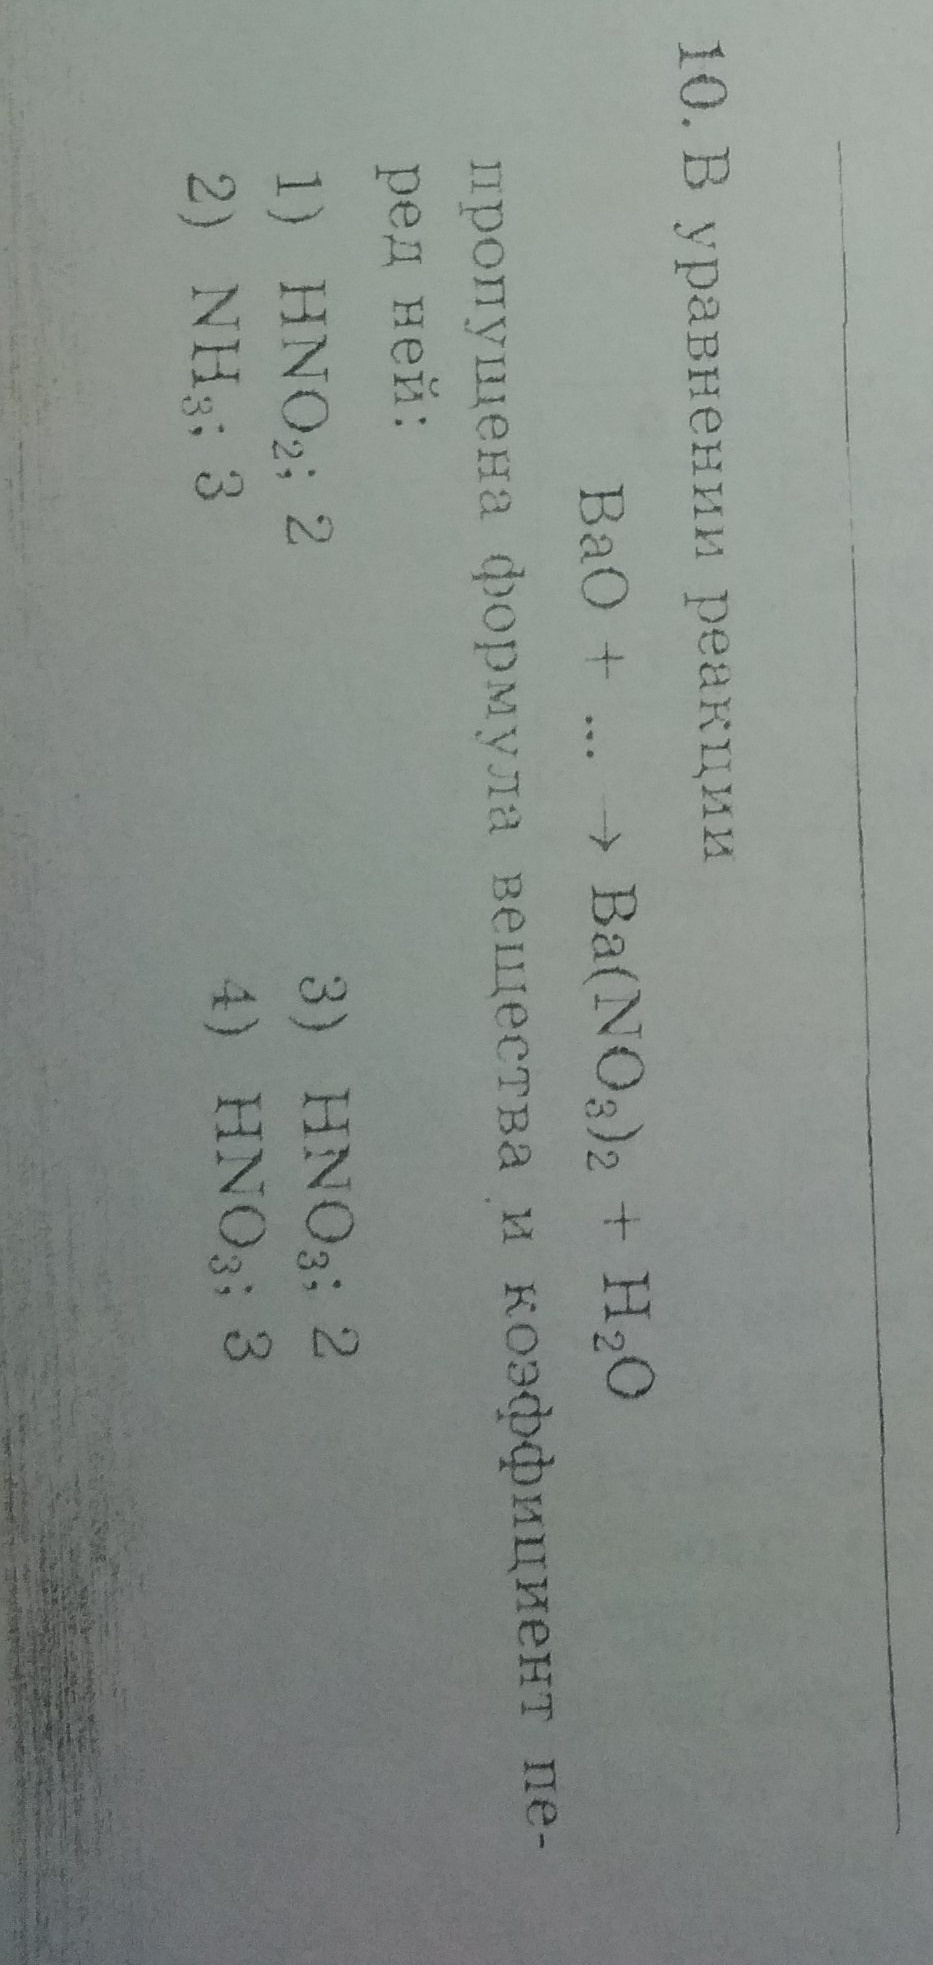 10. В уравнении реакции
BaO + ... → Ba(NO₃)₂ + H₂O
пропущена формула вещества и коэффициент пе-
ред ней:
1) HNO₂; 2 3) HNO₃; 2
2) NH₃; 3 4) HNO₃; 3